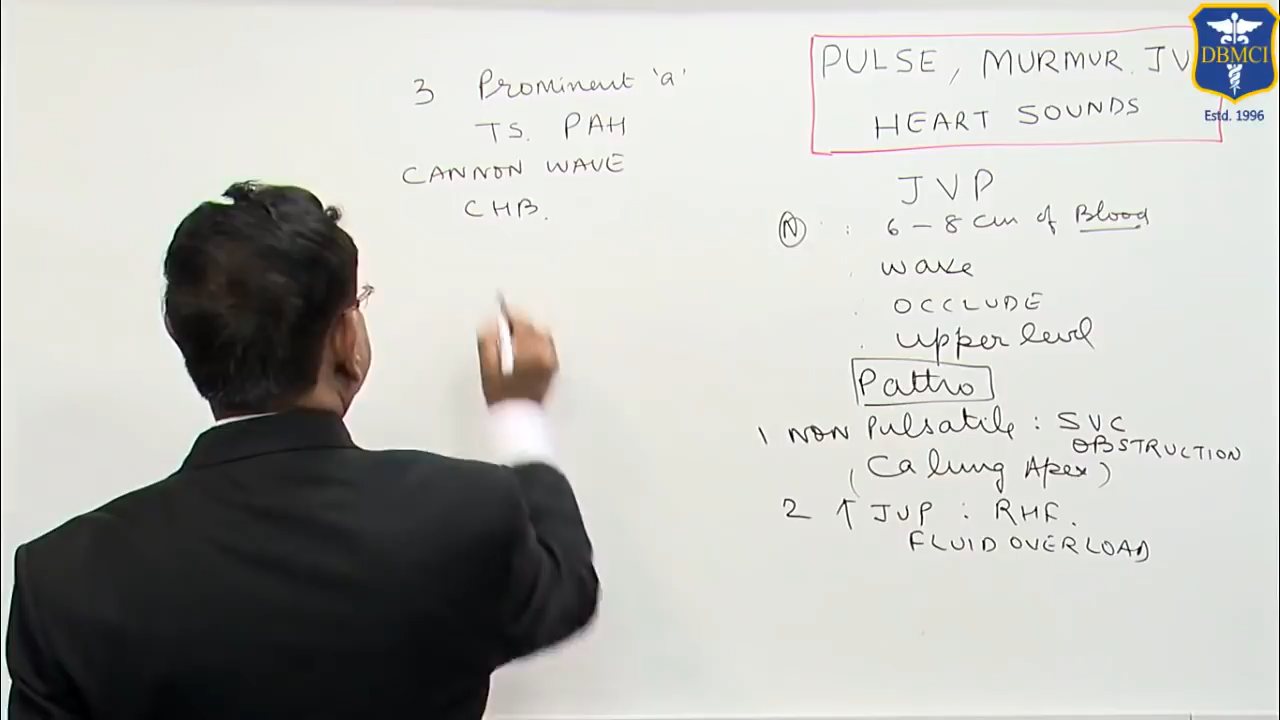 PULSE, MURMUR. JV
HEART SOUNDS
DBMCI
Estd. 1996
JVP
N : 6 - 8 cm of Blood
. wave
. OCCLUDE
. upper level
Patho
1 NON Pulsatile : SVC
OBSTRUCTION
(Ca lung Apex)
2 ↑ JVP : RHF.
FLUID OVERLOAD
3 Prominent 'a'
TS. PAH
CANNON WAVE
CHB.